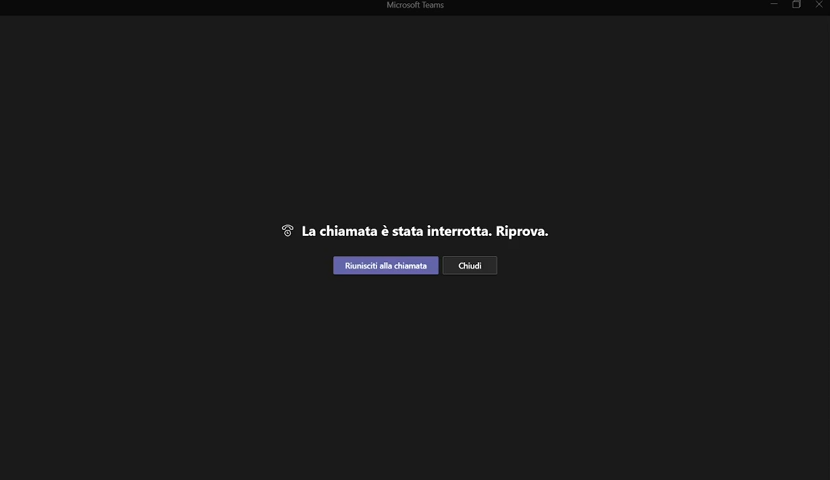 Microsoft Teams
La chiamata è stata interrotta. Riprova.
Riunisciti alla chiamata
Chiudi